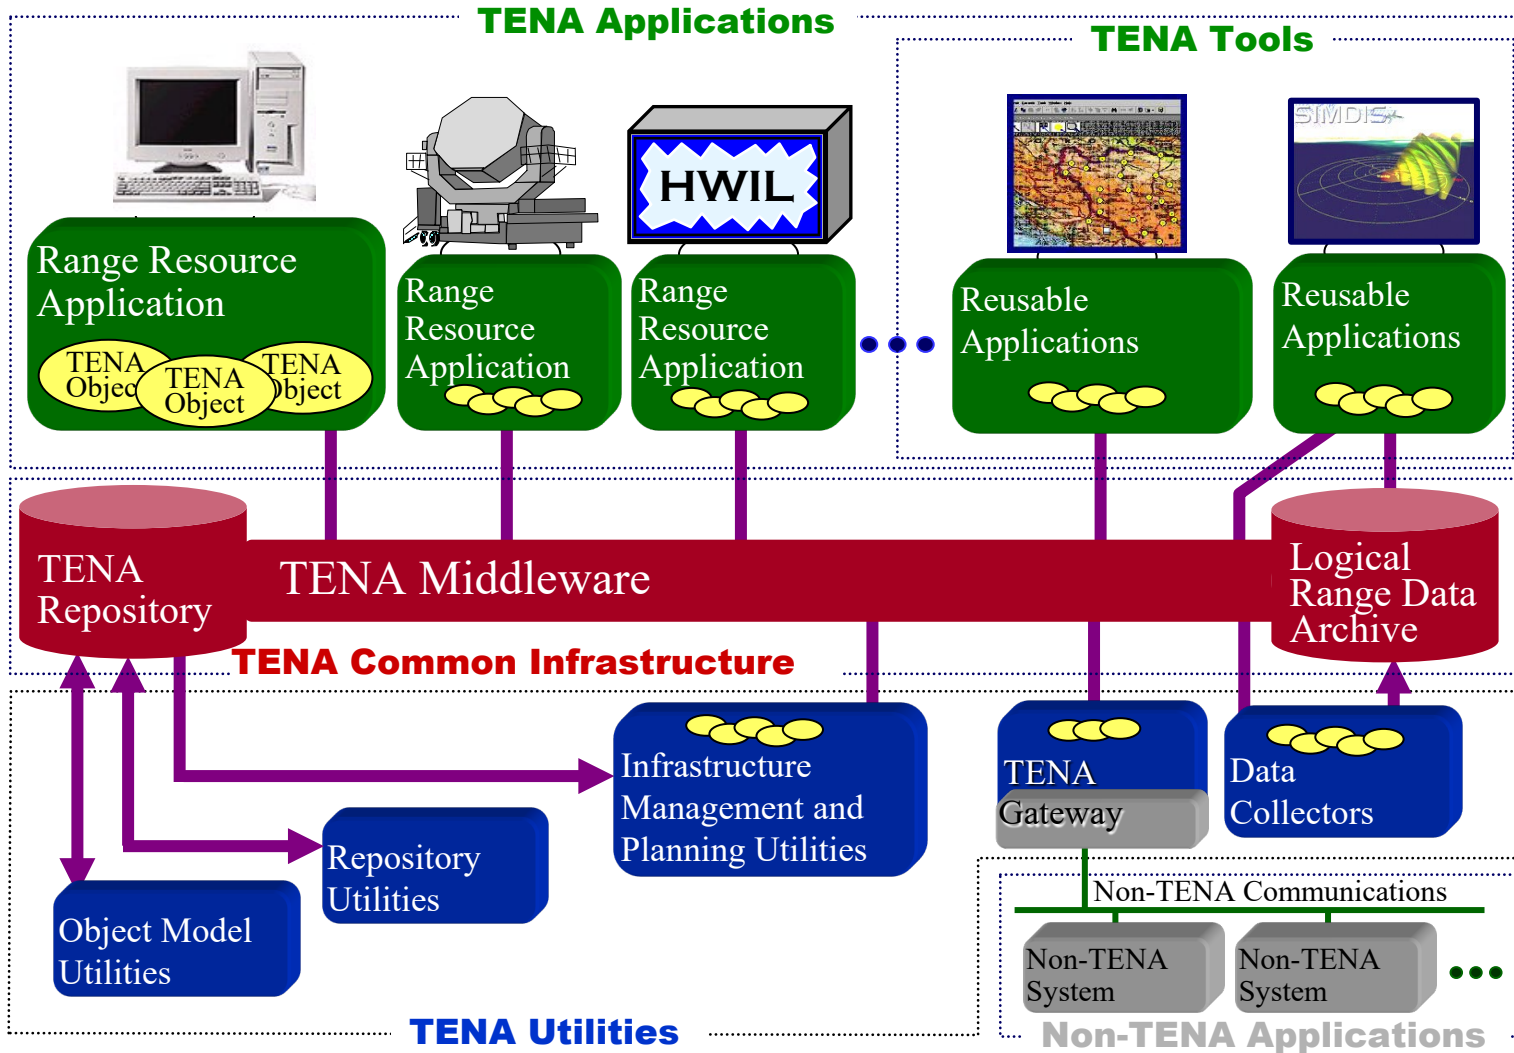 TENA Applications
TENA Tools
SIMDIS
HWIL
Range Resource
Application
TENA
Object
TENA
Object
TENA
Object
Range
Resource
Application
Range
Resource
Application
Reusable
Applications
Reusable
Applications
TENA
Repository
TENA Middleware
Logical
Range Data
Archive
TENA Common Infrastructure
Infrastructure
Management and
Planning Utilities
TENA
Gateway
Data
Collectors
Repository
Utilities
Object Model
Utilities
Non-TENA Communications
Non-TENA
System
Non-TENA
System
TENA Utilities
Non-TENA Applications